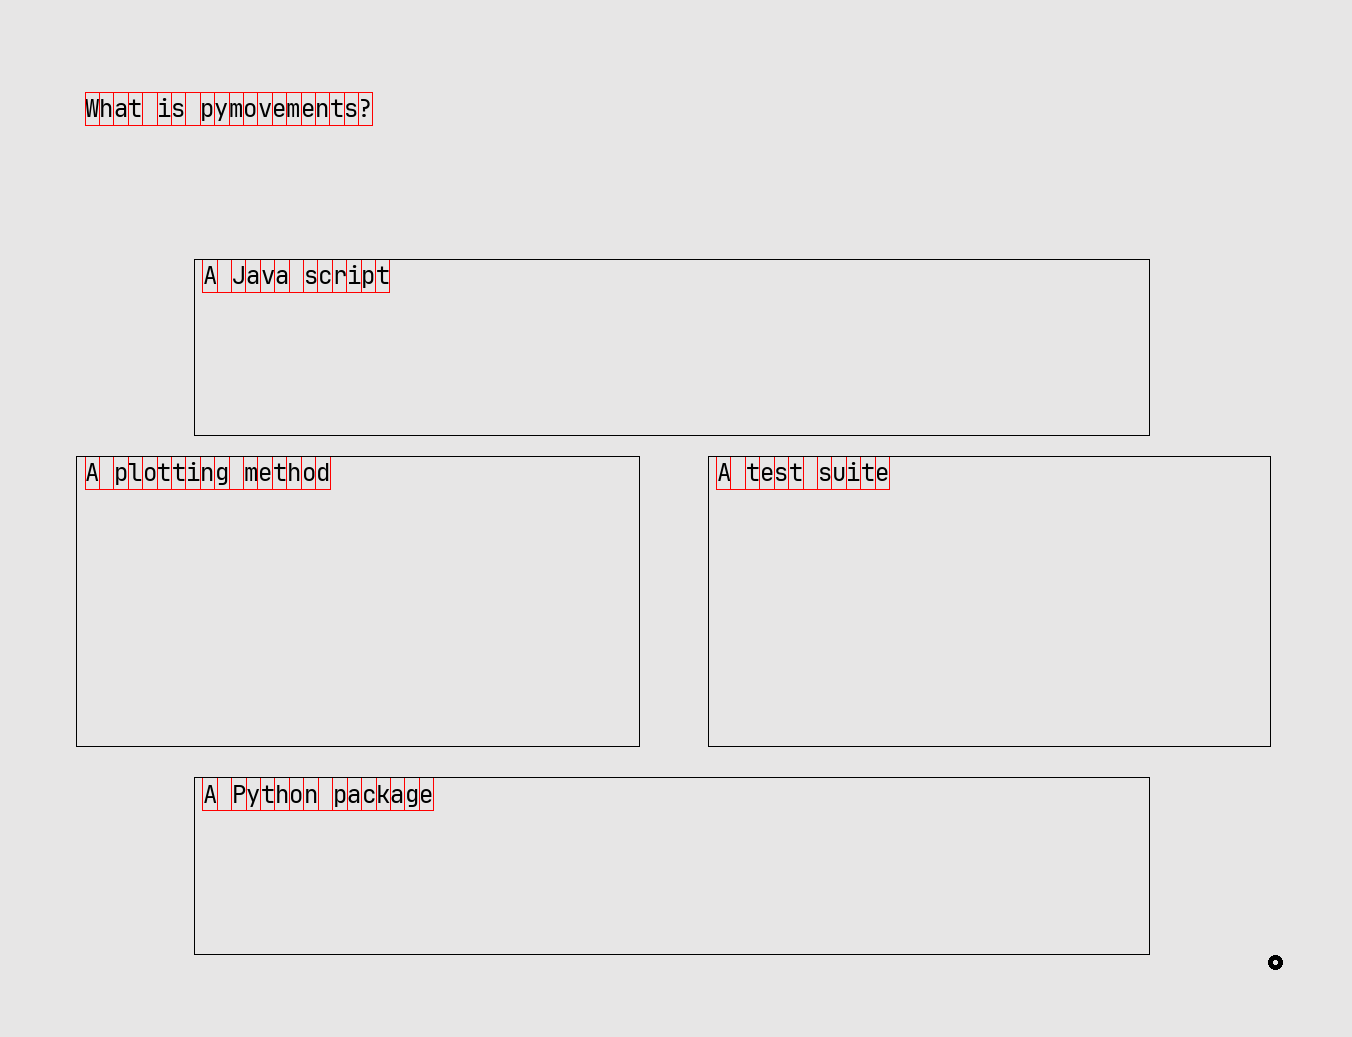 What is pymovements?
A Java script
A plotting method
A test suite
A Python package